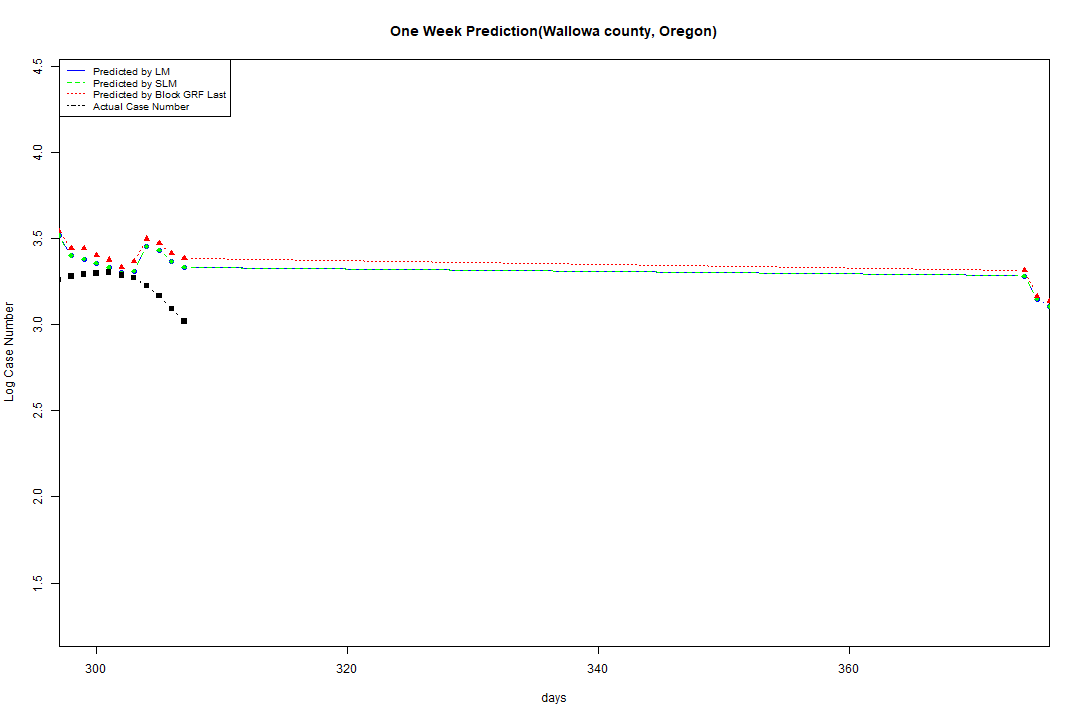 One Week Prediction(Wallowa county, Oregon)
Predicted by LM
Predicted by SLM
Predicted by Block GRF Last
Actual Case Number
4.5
4.0
3.5
3.0
2.5
2.0
1.5
Log Case Number
300
320
340
360
days